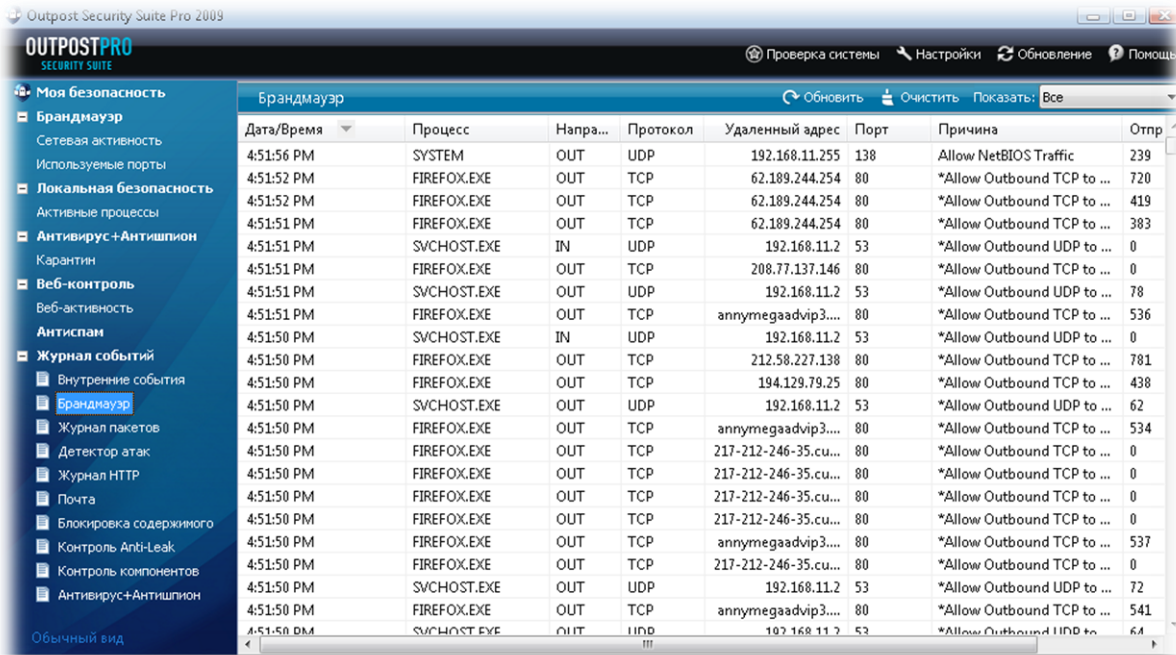 Outpost Security Suite Pro 2009
OUTPOSTPRO
SECURITY SUITE
Проверка системы Настройки Обновление Помощь
Моя безопасность
Брандмауэр
Сетевая активность
Используемые порты
Локальная безопасность
Активные процессы
Антивирус+Антишпион
Карантин
Веб-контроль
Веб-активность
Антиспам
Журнал событий
Внутренние события
Брандмауэр
Журнал пакетов
Детектор атак
Журнал HTTP
Почта
Блокировка содержимого
Контроль Anti-Leak
Контроль компонентов
Антивирус+Антишпион
Обычный вид
Брандмауэр Обновить Очистить Показать: Все
Дата/Время Процесс Напра... Протокол Удаленный адрес Порт Причина Отпр
4:51:56 PM SYSTEM OUT UDP 192.168.11.255 138 Allow NetBIOS Traffic 239
4:51:52 PM FIREFOX.EXE OUT TCP 62.189.244.254 80 *Allow Outbound TCP to ... 720
4:51:52 PM FIREFOX.EXE OUT TCP 62.189.244.254 80 *Allow Outbound TCP to ... 419
4:51:51 PM FIREFOX.EXE OUT TCP 62.189.244.254 80 *Allow Outbound TCP to ... 383
4:51:51 PM SVCHOST.EXE IN UDP 192.168.11.2 53 *Allow Outbound UDP to ... 0
4:51:51 PM FIREFOX.EXE OUT TCP 208.77.137.146 80 *Allow Outbound TCP to ... 0
4:51:51 PM SVCHOST.EXE OUT UDP 192.168.11.2 53 *Allow Outbound UDP to ... 78
4:51:51 PM FIREFOX.EXE OUT TCP annymegaadvip3.... 80 *Allow Outbound TCP to ... 536
4:51:50 PM SVCHOST.EXE IN UDP 192.168.11.2 53 *Allow Outbound UDP to ... 0
4:51:50 PM FIREFOX.EXE OUT TCP 212.58.227.138 80 *Allow Outbound TCP to ... 781
4:51:50 PM FIREFOX.EXE OUT TCP 194.129.79.25 80 *Allow Outbound TCP to ... 438
4:51:50 PM SVCHOST.EXE OUT UDP 192.168.11.2 53 *Allow Outbound UDP to ... 62
4:51:50 PM FIREFOX.EXE OUT TCP annymegaadvip3.... 80 *Allow Outbound TCP to ... 534
4:51:50 PM FIREFOX.EXE OUT TCP 217-212-246-35.cu... 80 *Allow Outbound TCP to ... 0
4:51:50 PM FIREFOX.EXE OUT TCP 217-212-246-35.cu... 80 *Allow Outbound TCP to ... 0
4:51:50 PM FIREFOX.EXE OUT TCP 217-212-246-35.cu... 80 *Allow Outbound TCP to ... 0
4:51:50 PM FIREFOX.EXE OUT TCP 217-212-246-35.cu... 80 *Allow Outbound TCP to ... 0
4:51:50 PM FIREFOX.EXE OUT TCP annymegaadvip3.... 80 *Allow Outbound TCP to ... 537
4:51:50 PM FIREFOX.EXE OUT TCP 217-212-246-35.cu... 80 *Allow Outbound TCP to ... 0
4:51:50 PM SVCHOST.EXE OUT UDP 192.168.11.2 53 *Allow Outbound UDP to ... 72
4:51:50 PM FIREFOX.EXE OUT TCP annymegaadvip3.... 80 *Allow Outbound TCP to ... 541
4:51:50 PM SVCHOST.EXE OUT UDP 192.168.11.2 53 *Allow Outbound UDP to ... 64